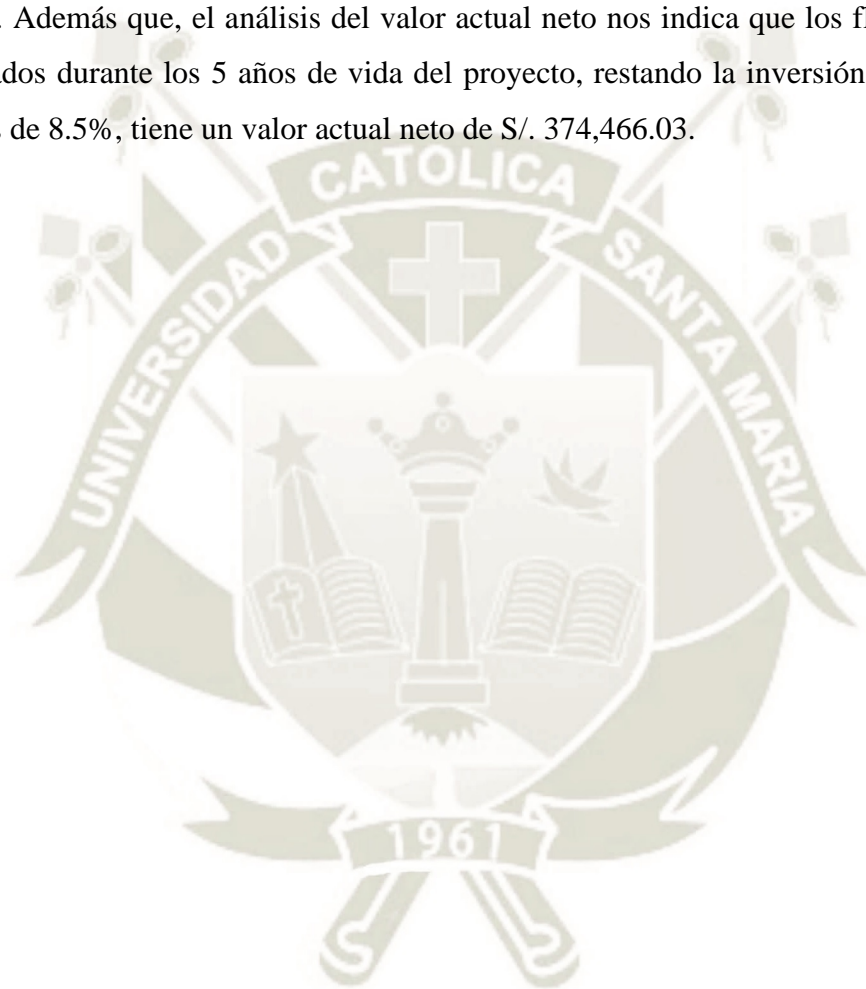 . Además que, el análisis del valor actual neto nos indica que los
ados durante los 5 años de vida del proyecto, restando la inversión
de 8.5%, tiene un valor actual neto de S/. 374,466.03.
UNIVERSIDAD CATOLICA SANTA MARIA
1961